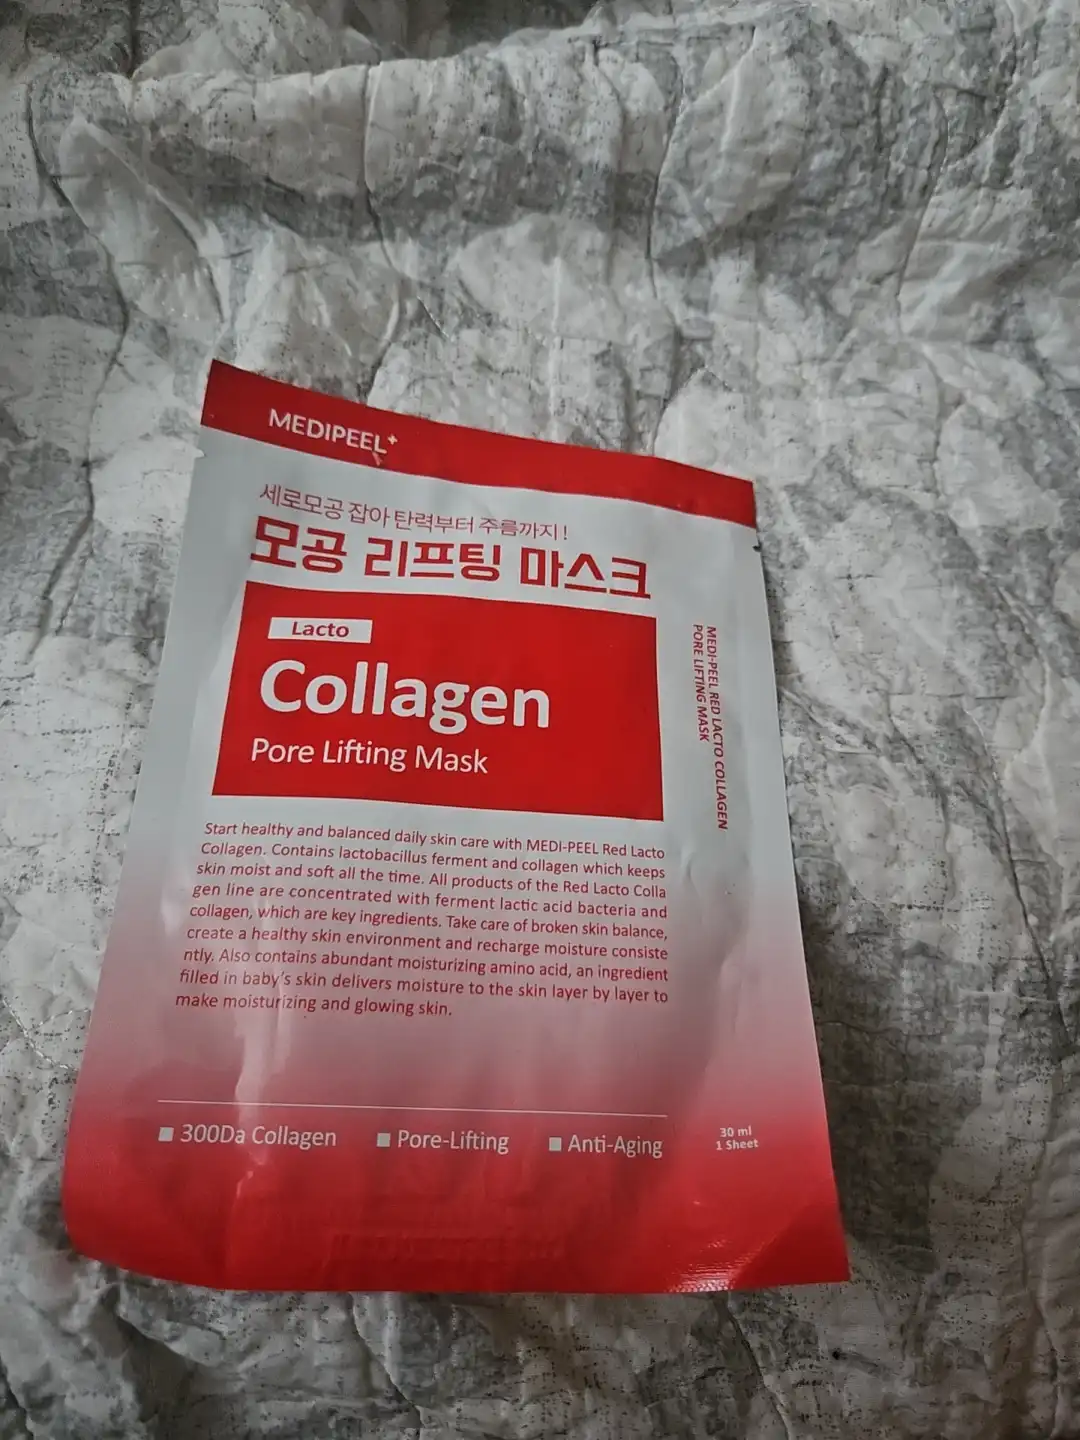 MEDIPEEL+
세로모공 잡아 탄력부터 주름까지!
모공 리프팅 마스크
Lacto
Collagen
Pore Lifting Mask
MEDI-PEEL RED LACTO COLLAGEN
PORE LIFTING MASK
Start healthy and balanced daily skin care with MEDI-PEEL Red Lacto
Collagen. Contains lactobacillus ferment and collagen which keeps
skin moist and soft all the time. All products of the Red Lacto Colla
gen line are concentrated with ferment lactic acid bacteria and
collagen, which are key ingredients. Take care of broken skin balance,
create a healthy skin environment and recharge moisture consiste
ntly. Also contains abundant moisturizing amino acid, an ingredient
filled in baby's skin delivers moisture to the skin layer by layer to
make moisturizing and glowing skin.
300Da Collagen
Pore-Lifting
Anti-Aging
30 ml
1 Sheet